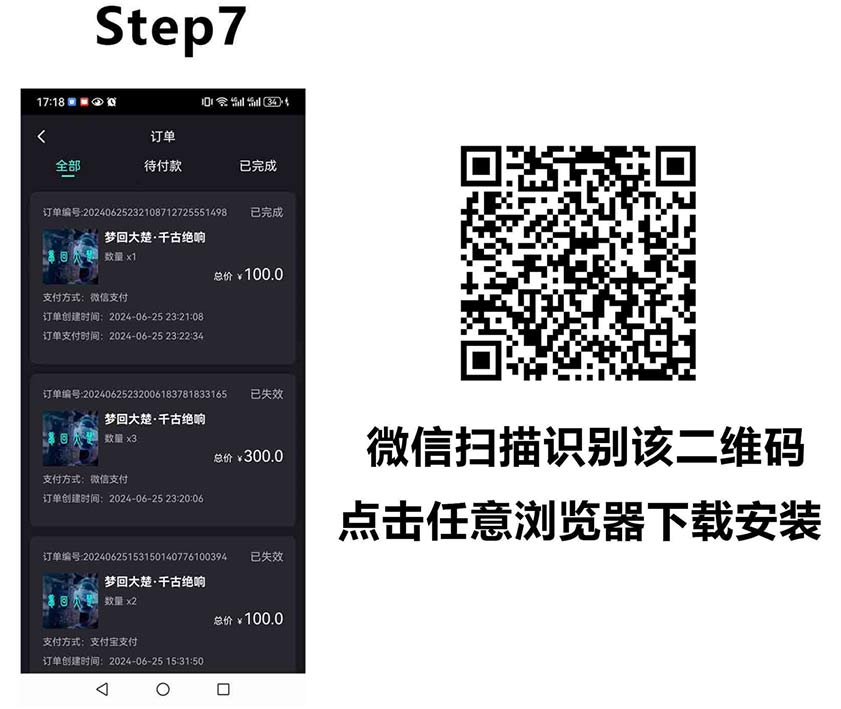 Step7
17:18
34
订单
全部 待付款 已完成
订单编号:20240625232108712725551498 已完成
梦回大楚·千古绝响
数量 x1
总价 ¥100.0
支付方式：微信支付
订单创建时间：2024-06-25 23:21:08
订单支付时间：2024-06-25 23:22:34
订单编号:20240625232006183781833165 已失效
梦回大楚·千古绝响
数量 x3
总价 ¥300.0
支付方式：微信支付
订单创建时间：2024-06-25 23:20:06
订单编号:20240625153150140776100394 已失效
梦回大楚·千古绝响
数量 x2
总价 ¥100.0
支付方式：支付宝支付
订单创建时间：2024-06-25 15:31:50
微信扫描识别该二维码
点击任意浏览器下载安装